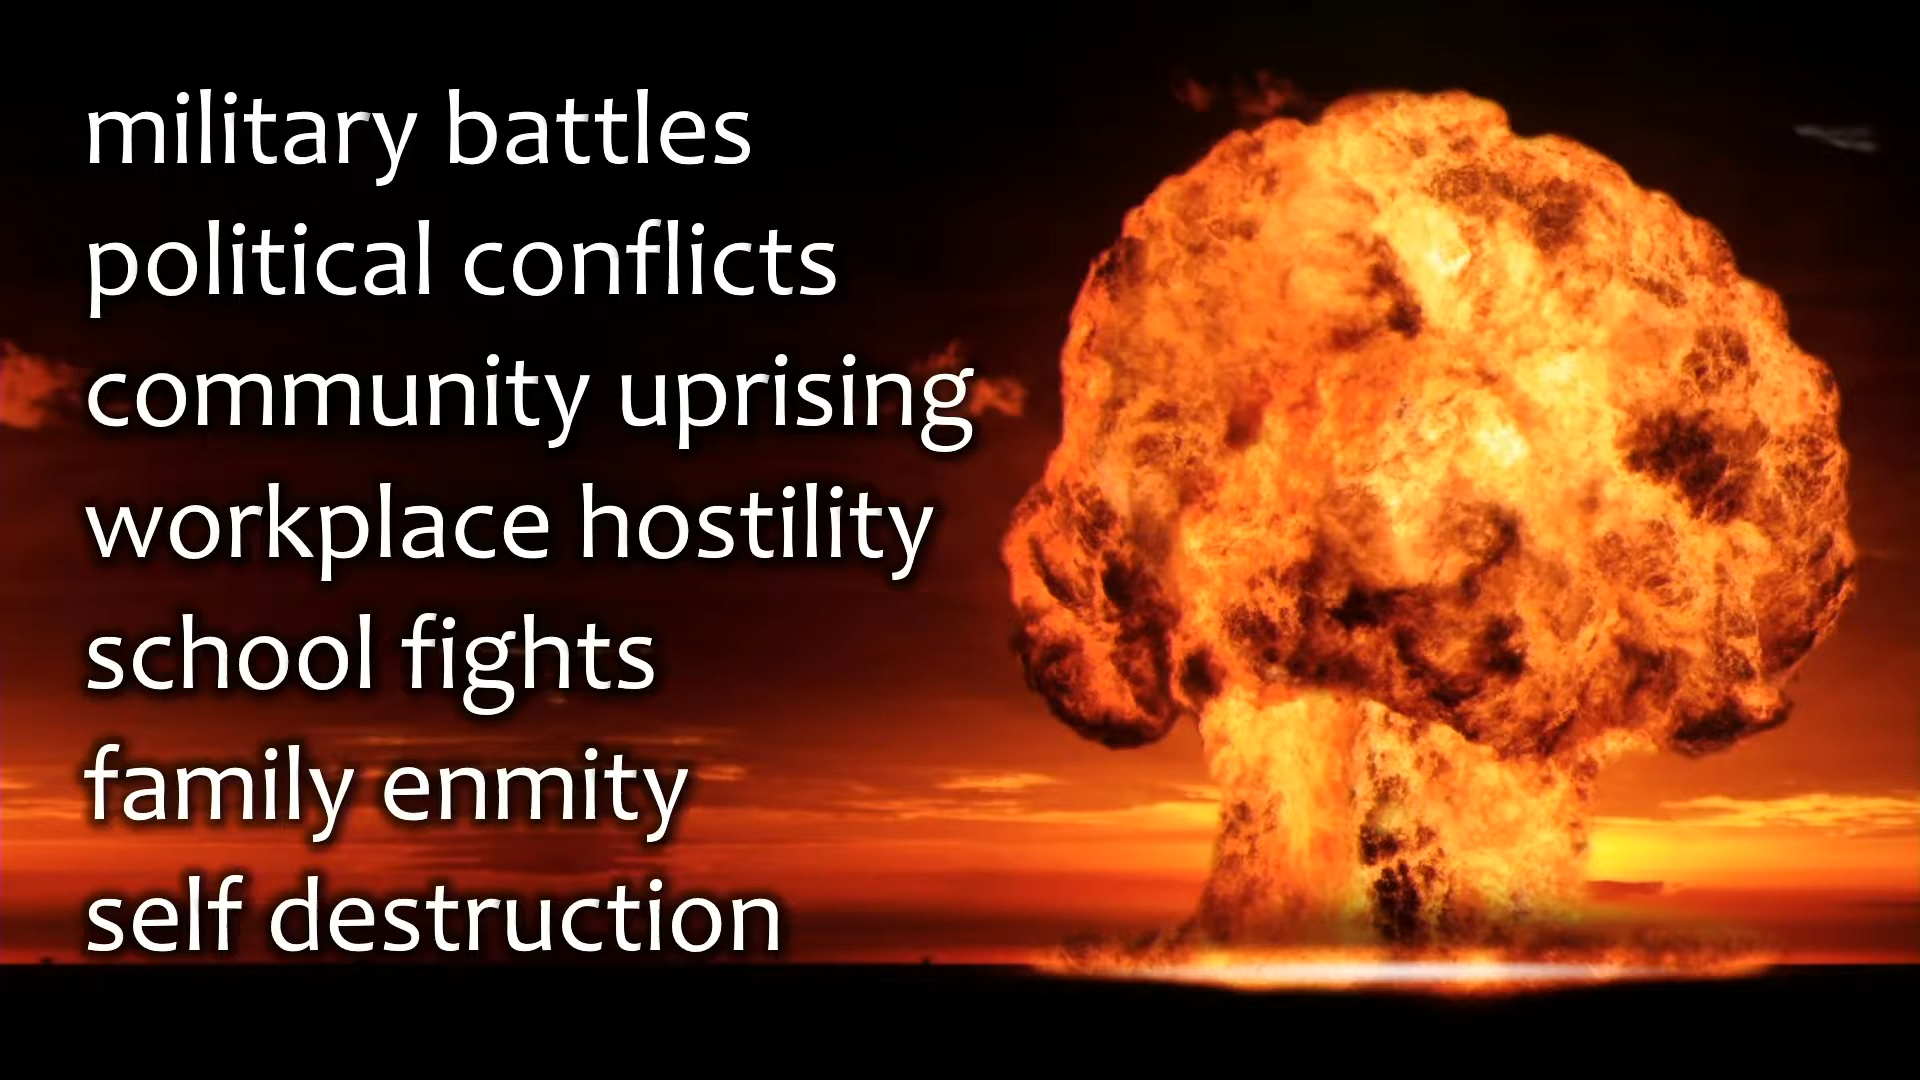 military battles
political conflicts
community uprising
workplace hostility
school fights
family enmity
self destruction